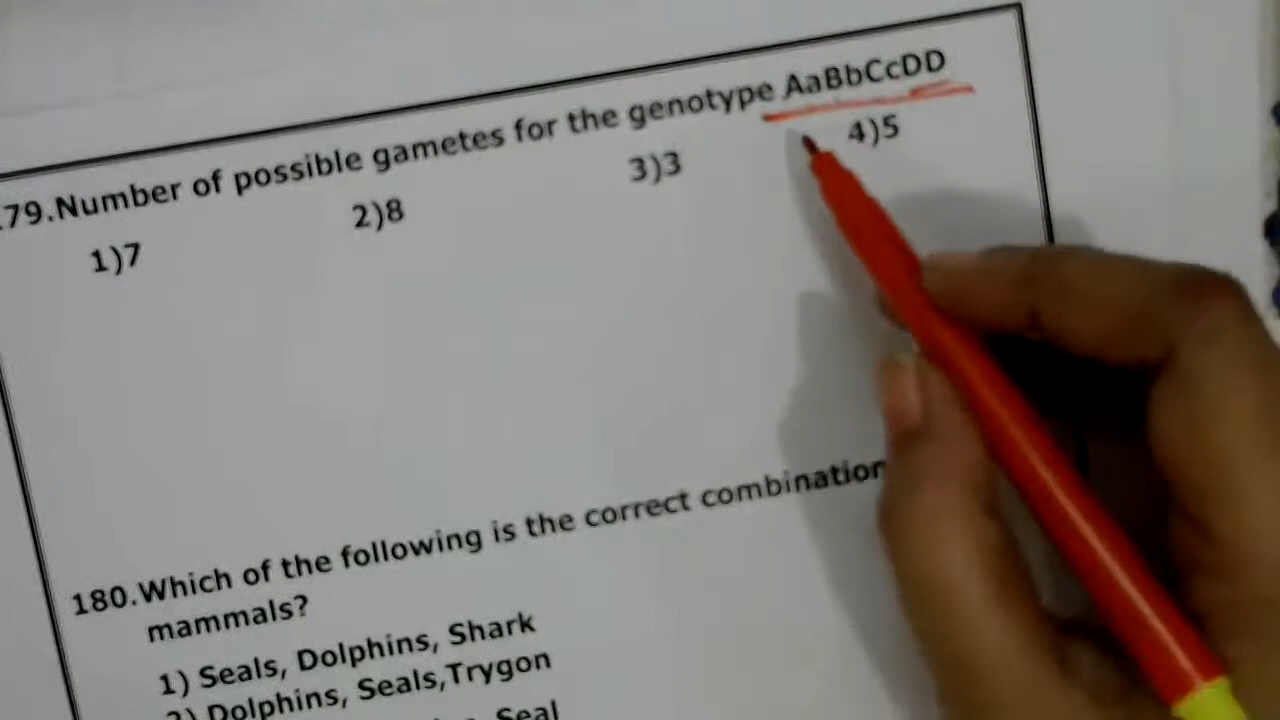 79.Number of possible gametes for the genotype AaBbCcDD
1)7 2)8 3)3 4)5
180.Which of the following is the correct combination
mammals?
1) Seals, Dolphins, Shark
2) Dolphins, Seals,Trygon
Seal